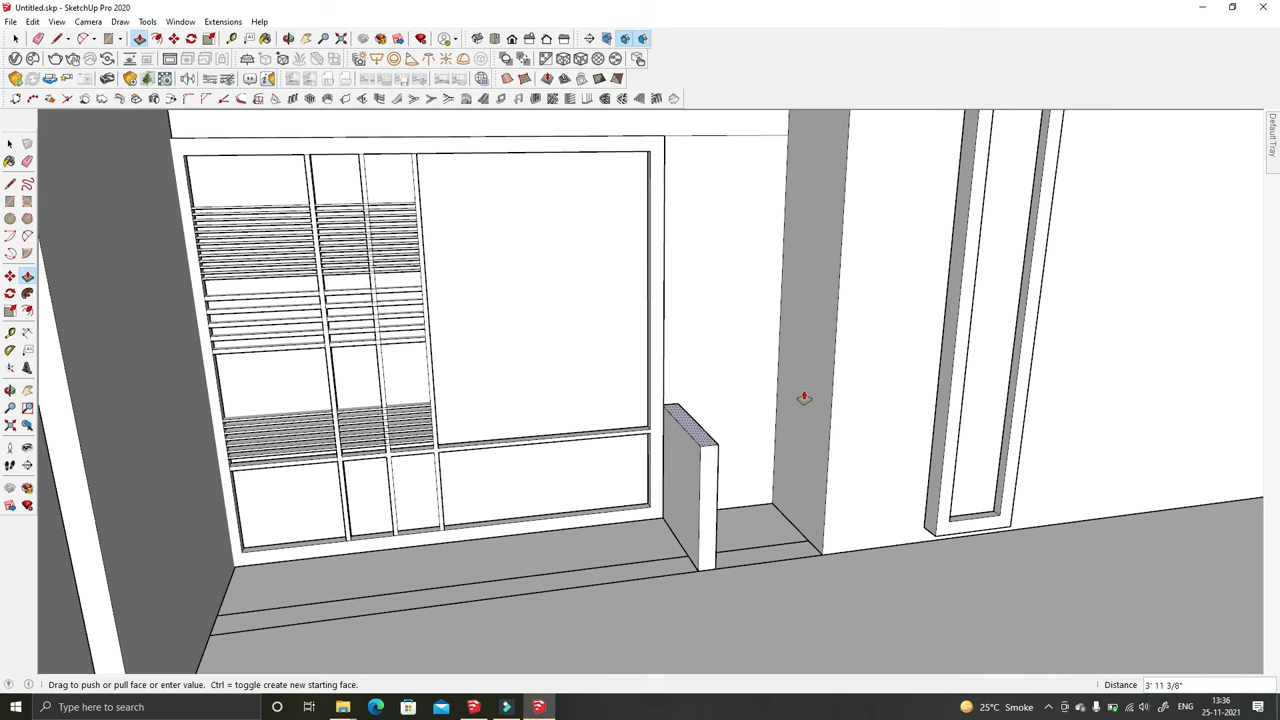 Untitled.skp - SketchUp Pro 2020
File Edit View Camera Draw Tools Window Extensions Help
Default Tray
Drag to push or pull face or enter value. Ctrl = toggle create new starting face.
Distance 3' 11 3/8"
Type here to search
25°C Smoke
ENG
13:36
25-11-2021